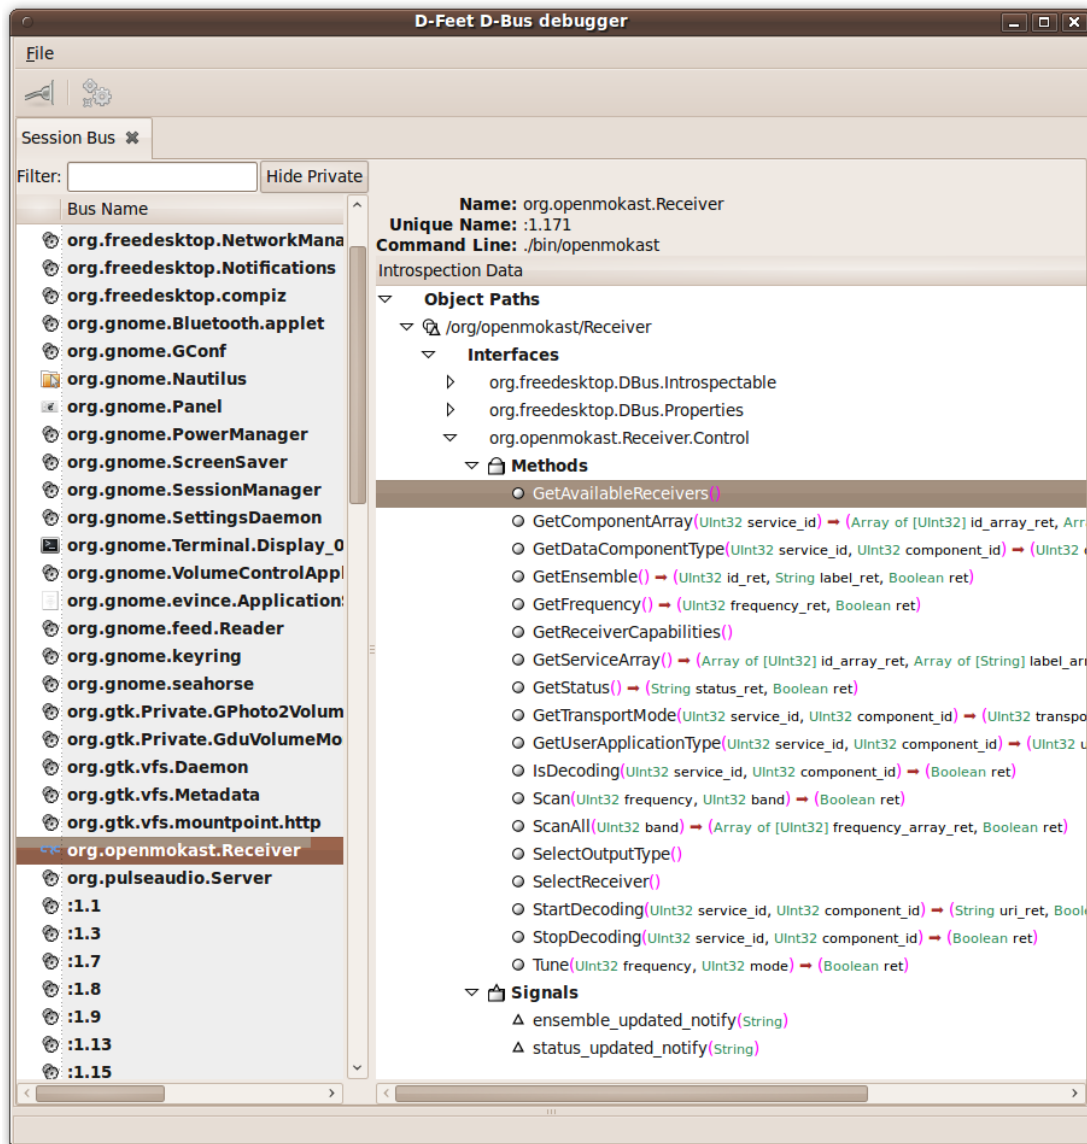 D-Feet D-Bus debugger
File
Session Bus
Filter:
Hide Private
Bus Name
org.freedesktop.NetworkMana
org.freedesktop.Notifications
org.freedesktop.compiz
org.gnome.Bluetooth.applet
org.gnome.GConf
org.gnome.Nautilus
org.gnome.Panel
org.gnome.PowerManager
org.gnome.ScreenSaver
org.gnome.SessionManager
org.gnome.SettingsDaemon
org.gnome.Terminal.Display_0
org.gnome.VolumeControlAppl
org.gnome.evince.Application
org.gnome.feed.Reader
org.gnome.keyring
org.gnome.seahorse
org.gtk.Private.GPhoto2Volum
org.gtk.Private.GduVolumeMo
org.gtk.vfs.Daemon
org.gtk.vfs.Metadata
org.gtk.vfs.mountpoint.http
org.openmokast.Receiver
org.pulseaudio.Server
:1.1
:1.3
:1.7
:1.8
:1.9
:1.13
:1.15
Name: org.openmokast.Receiver
Unique Name: :1.171
Command Line: ./bin/openmokast
Introspection Data
Object Paths
/org/openmokast/Receiver
Interfaces
org.freedesktop.DBus.Introspectable
org.freedesktop.DBus.Properties
org.openmokast.Receiver.Control
Methods
GetAvailableReceivers()
GetComponentArray(UInt32 service_id) ➡ (Array of [UInt32] id_array_ret, Arr
GetDataComponentType(UInt32 service_id, UInt32 component_id) ➡ (UInt32
GetEnsemble() ➡ (UInt32 id_ret, String label_ret, Boolean ret)
GetFrequency() ➡ (UInt32 frequency_ret, Boolean ret)
GetReceiverCapabilities()
GetServiceArray() ➡ (Array of [UInt32] id_array_ret, Array of [String] label_arr
GetStatus() ➡ (String status_ret, Boolean ret)
GetTransportMode(UInt32 service_id, UInt32 component_id) ➡ (UInt32 transpo
GetUserApplicationType(UInt32 service_id, UInt32 component_id) ➡ (UInt32 u
IsDecoding(UInt32 service_id, UInt32 component_id) ➡ (Boolean ret)
Scan(UInt32 frequency, UInt32 band) ➡ (Boolean ret)
ScanAll(UInt32 band) ➡ (Array of [UInt32] frequency_array_ret, Boolean ret)
SelectOutputType()
SelectReceiver()
StartDecoding(UInt32 service_id, UInt32 component_id) ➡ (String uri_ret, Bool
StopDecoding(UInt32 service_id, UInt32 component_id) ➡ (Boolean ret)
Tune(UInt32 frequency, UInt32 mode) ➡ (Boolean ret)
Signals
ensemble_updated_notify(String)
status_updated_notify(String)